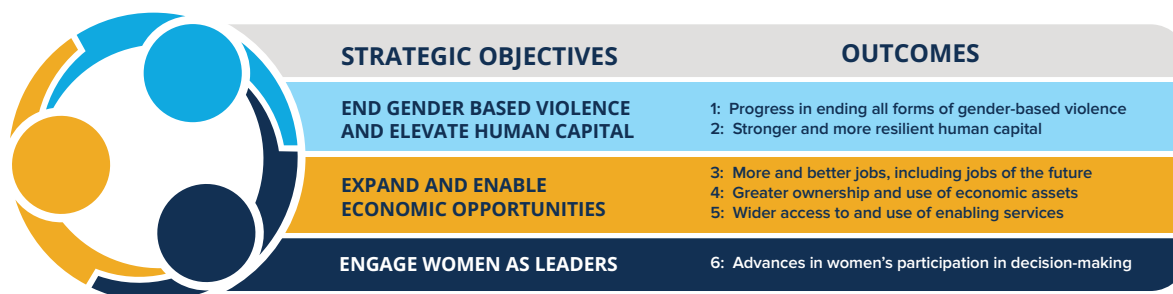 STRATEGIC OBJECTIVES
OUTCOMES
END GENDER BASED VIOLENCE
AND ELEVATE HUMAN CAPITAL
1: Progress in ending all forms of gender-based violence
2: Stronger and more resilient human capital
EXPAND AND ENABLE
ECONOMIC OPPORTUNITIES
3: More and better jobs, including jobs of the future
4: Greater ownership and use of economic assets
5: Wider access to and use of enabling services
ENGAGE WOMEN AS LEADERS
6: Advances in women’s participation in decision-making